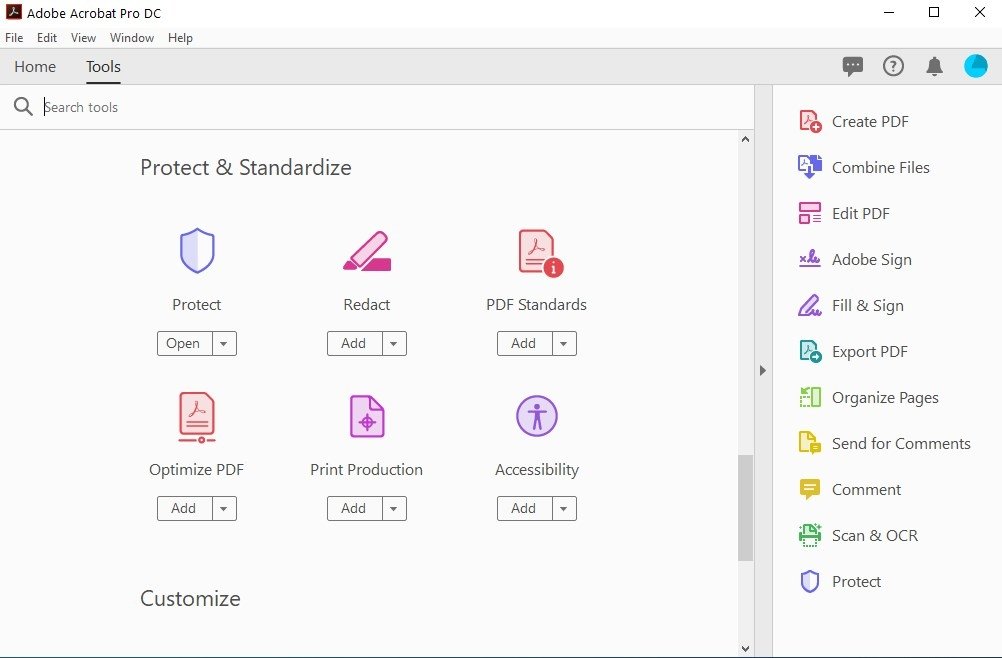 Adobe Acrobat Pro DC
File Edit View Window Help
Home Tools
Search tools
Protect & Standardize
Protect Redact PDF Standards
Open Add Add
Optimize PDF Print Production Accessibility
Add Add Add
Customize
Create PDF
Combine Files
Edit PDF
Adobe Sign
Fill & Sign
Export PDF
Organize Pages
Send for Comments
Comment
Scan & OCR
Protect